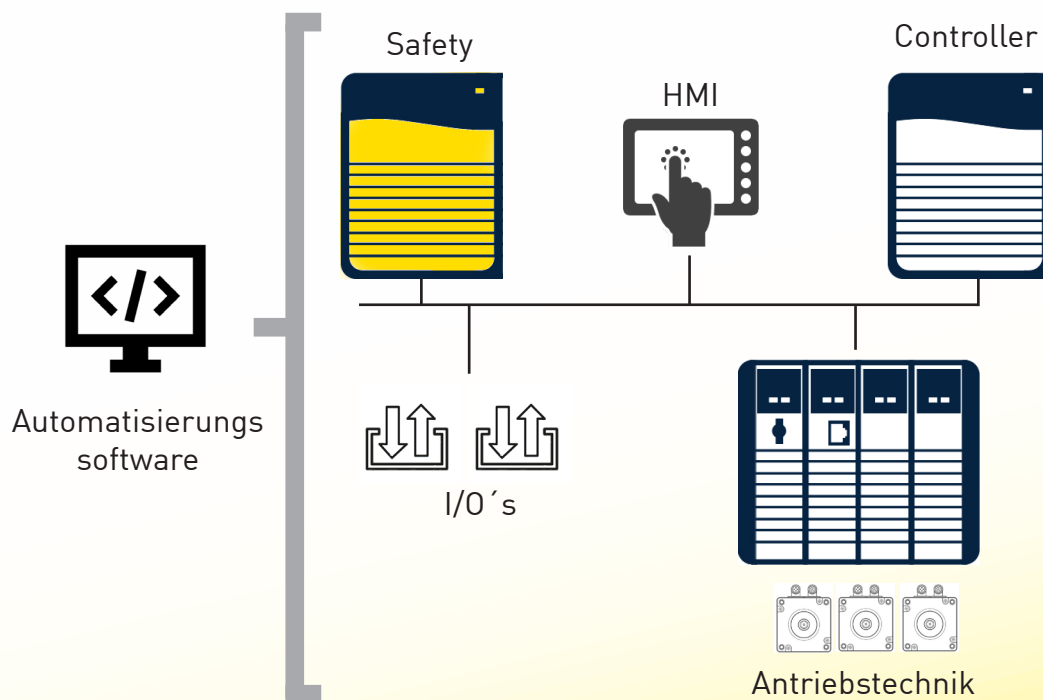 Safety
HMI
Controller
</>
Automatisierungs
software
I/O´s
Antriebstechnik